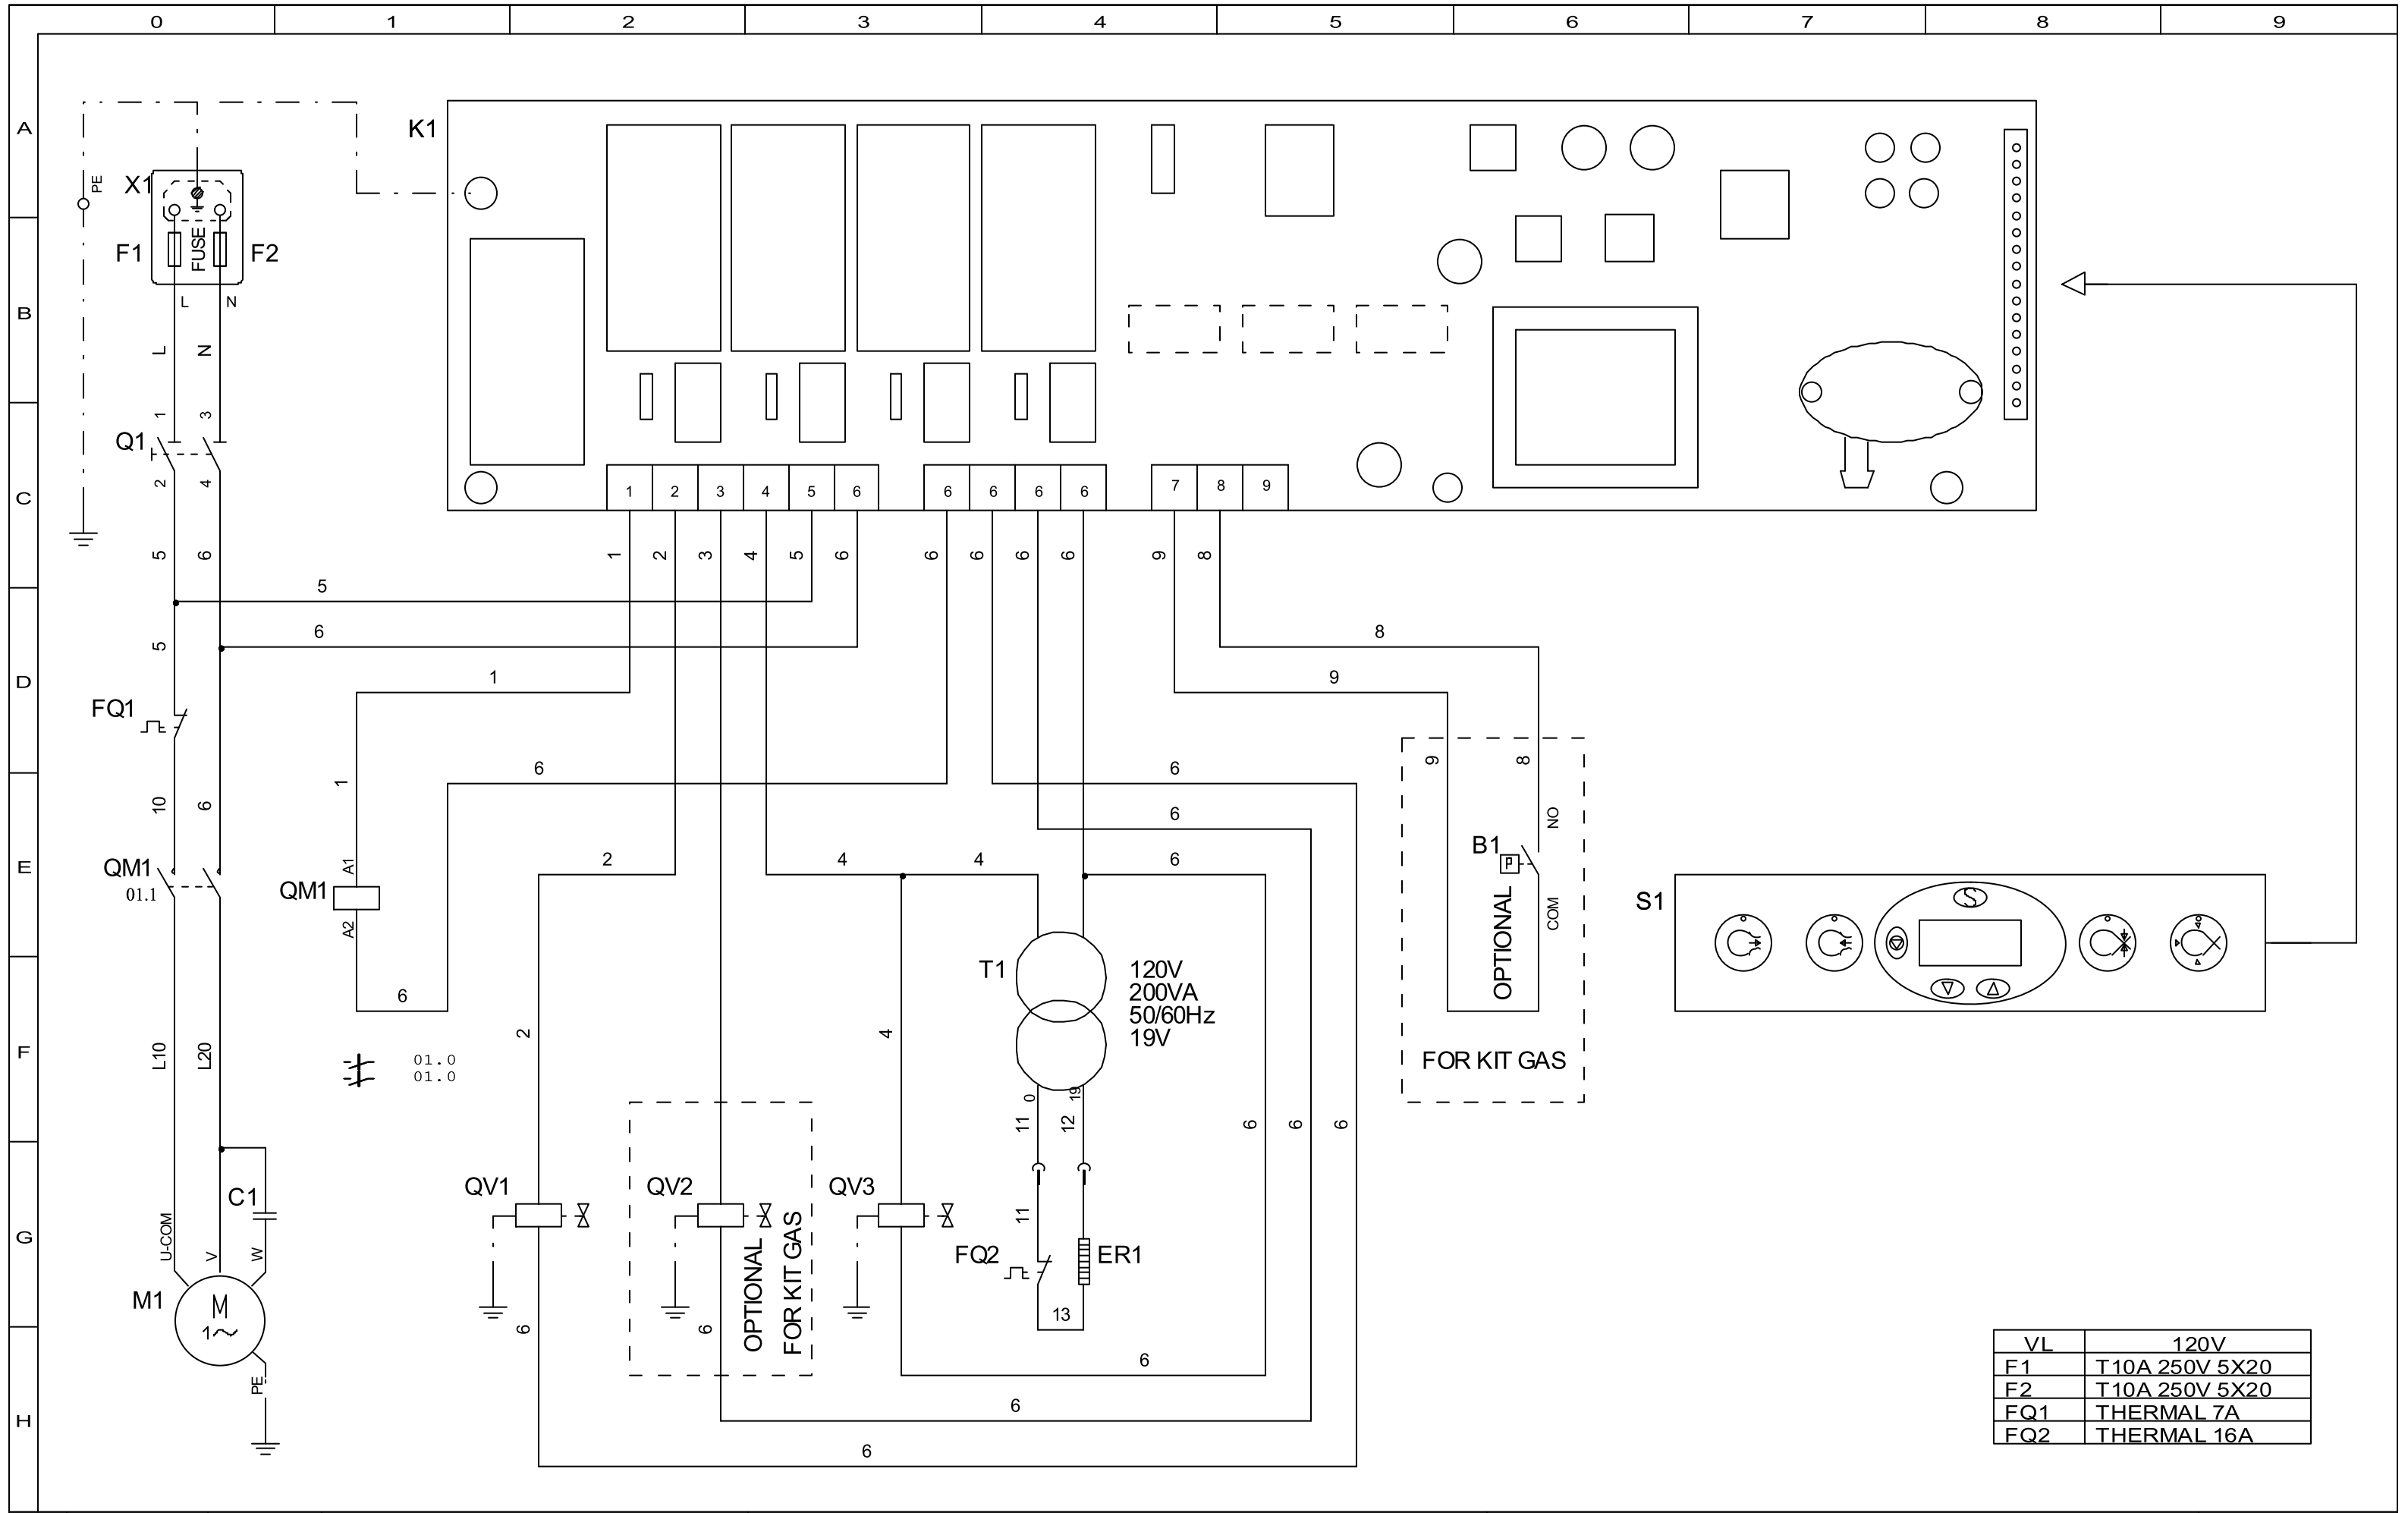 0 1 2 3 4 5 6 7 8 9
A
B
C
D
E
F
G
H
K1
PE
X1
F1
FUSE
F2
L N
L N
1 3
Q1
2 4
1 2 3 4 5 6
6 6 6 6
7 8 9
5 6
1 2 3 4 5 6
6 6 6 6
9 8
5
6
5
8
1
9
FQ1
10 6
1
6
6
6
9 8
NO
B1
P
COM
OPTIONAL
FOR KIT GAS
QM1
01.1
A1
QM1
A2
6
2
4 4
6
S1
S
T1
120V
200VA
50/60Hz
19V
L10 L20
01.0
01.0
2
4
0 19
11 12
6 6 6
QV1
QV2
QV3
C1
U-COM V W
11
FQ2
ER1
13
OPTIONAL
FOR KIT GAS
M1
M
1~
6
6
PE
6
6
6
VL 120V
F1 T10A 250V 5X20
F2 T10A 250V 5X20
FQ1 THERMAL 7A
FQ2 THERMAL 16A